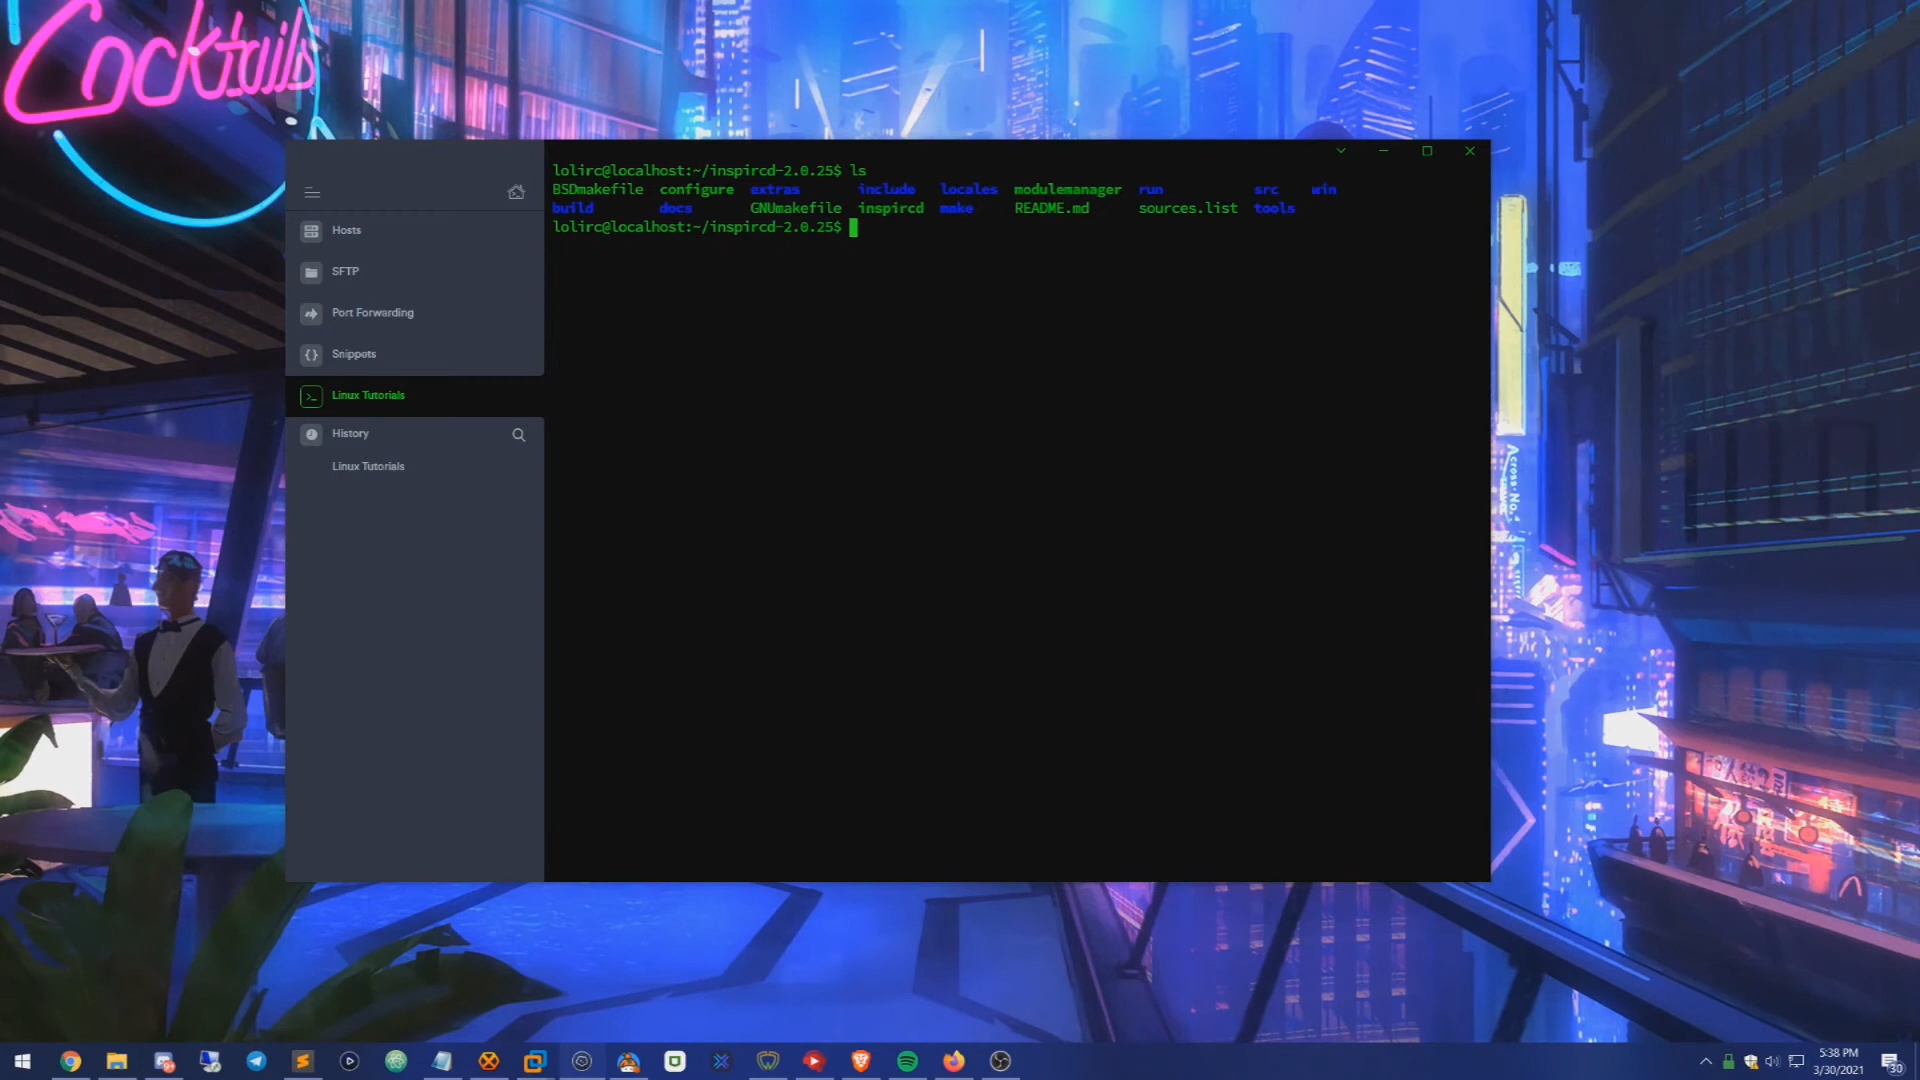 Cocktails
lolirc@localhost:~/inspircd-2.0.25$ ls
BSDmakefile configure extras include locales modulemanager run src win
build docs GNUmakefile inspircd make README.md sources.list tools
lolirc@localhost:~/inspircd-2.0.25$
Hosts
SFTP
Port Forwarding
Snippets
Linux Tutorials
History
Linux Tutorials
Across·No.
5:38 PM
3/30/2021
30